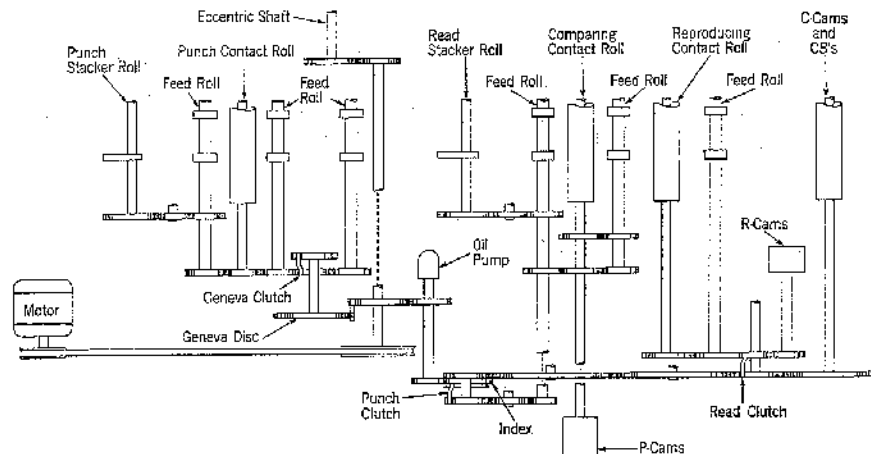 Eccentric Shaft
Punch
Stacker Roll
Punch Contact Roll
Feed Roll
Feed
Roll
Read
Stacker Roll
Comparing
Contact Roll
Reproducing
Contact Roll
C-Cams
and
CB's
Feed Roll
Feed Roll
Feed Roll
R-Cams
Oil
Pump
Geneva Clutch
Motor
Geneva Disc
Punch
Clutch
Index
Read Clutch
P-Cams